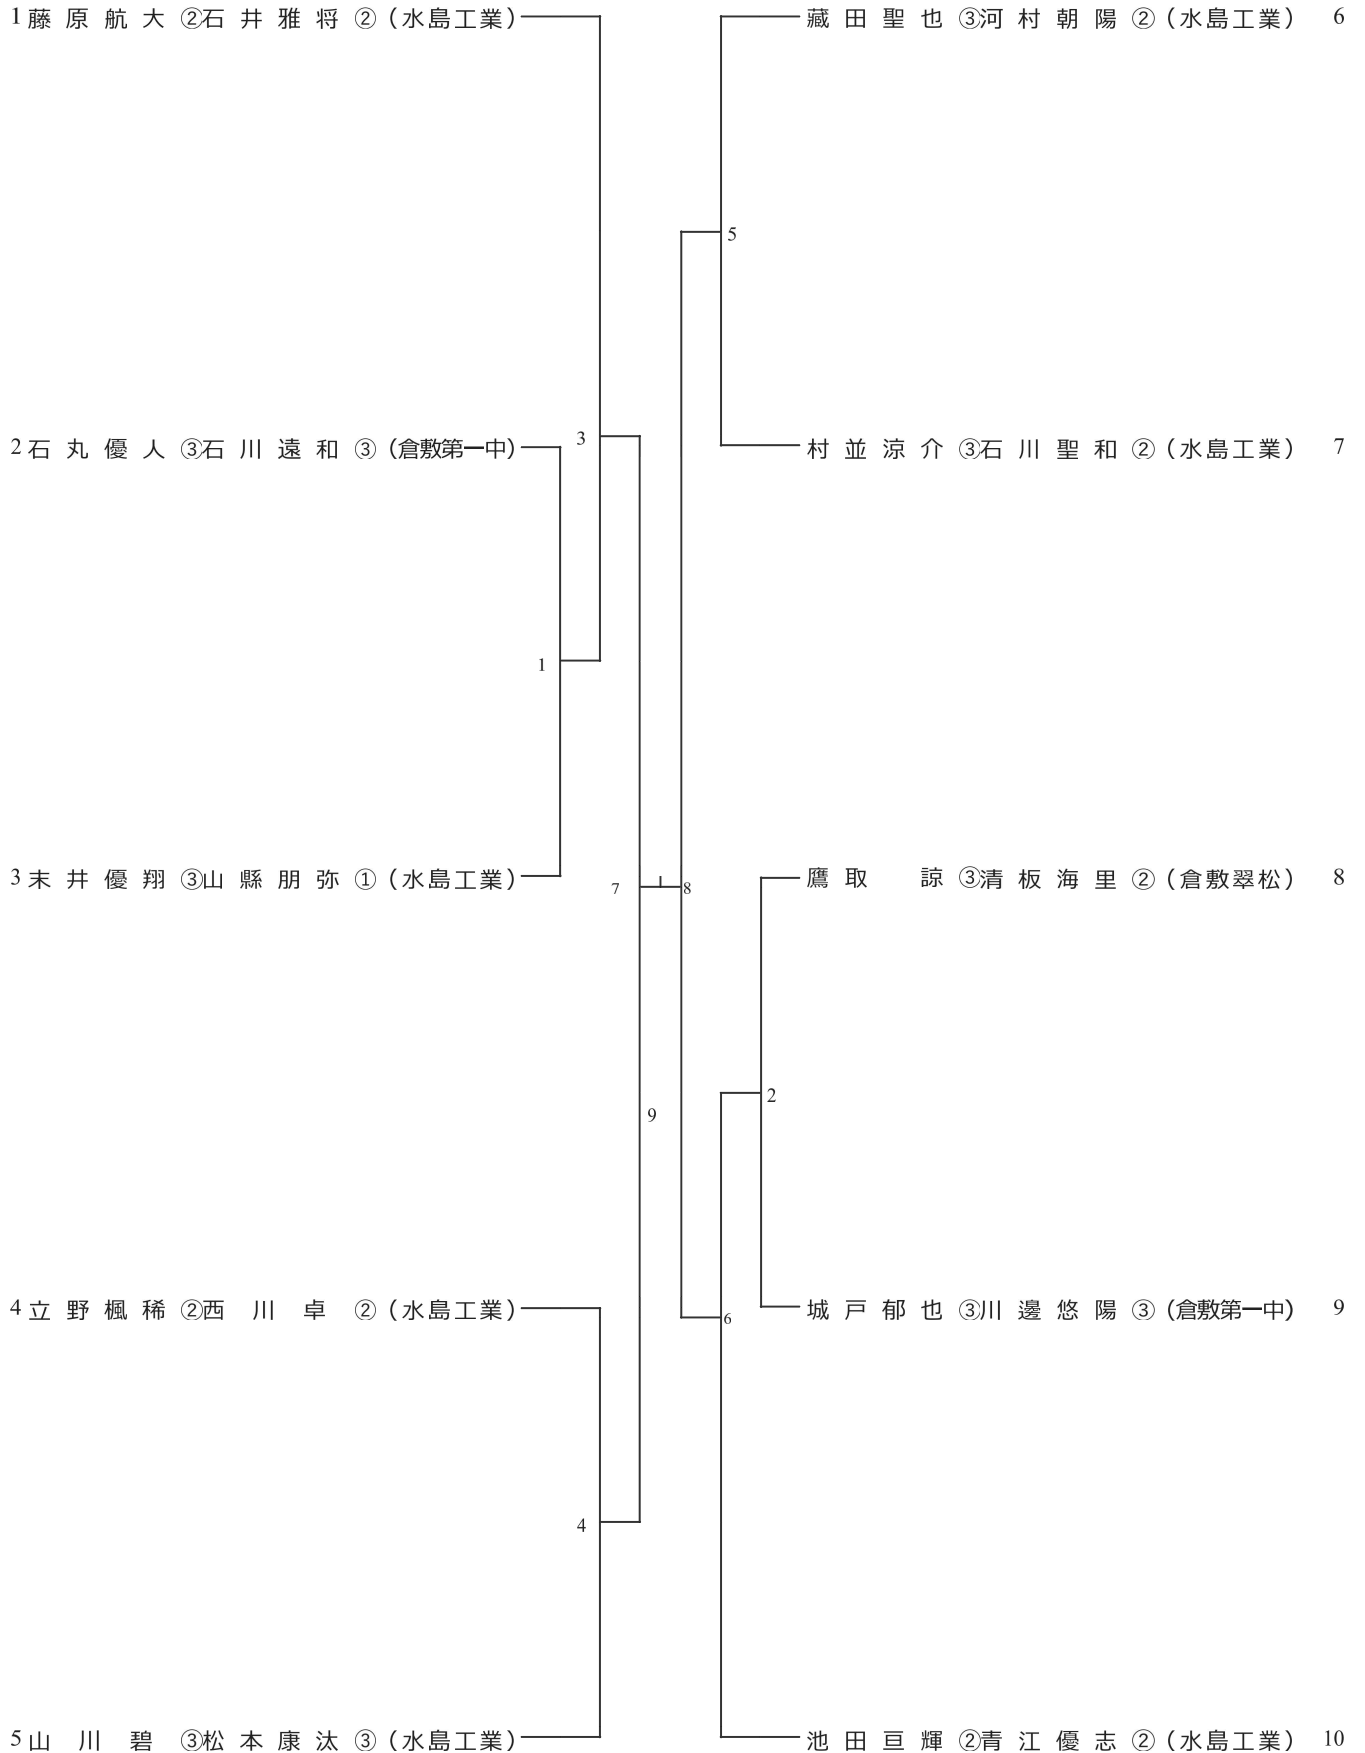 1 藤原航大 ②石井雅将 ② (水島工業)
2 石丸優人 ③石川遠和 ③ (倉敷第一中)
3 末井優翔 ③山縣朋弥 ① (水島工業)
4 立野楓稀 ②西川卓 ② (水島工業)
5 山川碧 ③松本康汰 ③ (水島工業)
3
1
7
9
4
藏田聖也 ③河村朝陽 ② (水島工業) 6
村並涼介 ③石川聖和 ② (水島工業) 7
鷹取 諒 ③清板海里 ② (倉敷翠松) 8
城戸郁也 ③川邊悠陽 ③ (倉敷第一中) 9
池田亘輝 ②青江優志 ② (水島工業) 10
5
8
2
6